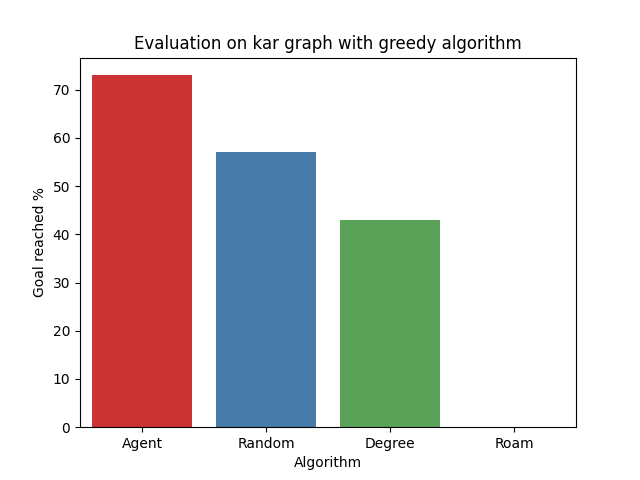 Evaluation on kar graph with greedy algorithm
Goal reached %
70
60
50
40
30
20
10
0
Agent Random Degree Roam
Algorithm